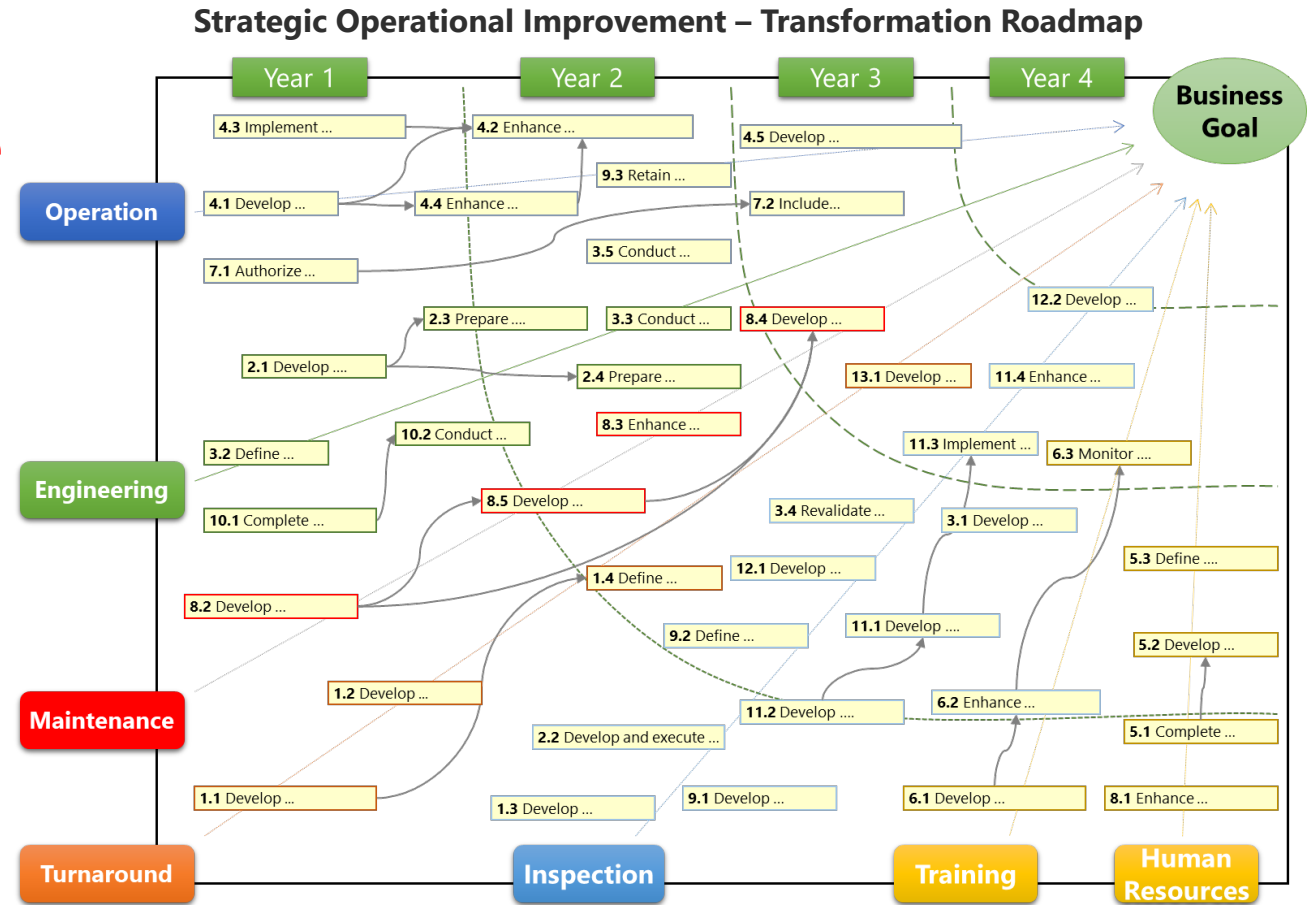 Strategic Operational Improvement – Transformation Roadmap
Year 1
Year 2
Year 3
Year 4
Business
Goal
4.3 Implement ...
4.2 Enhance ...
4.5 Develop ...
9.3 Retain ...
Operation
4.1 Develop ...
4.4 Enhance ...
7.2 Include...
7.1 Authorize ...
3.5 Conduct ...
12.2 Develop ...
2.3 Prepare ....
3.3 Conduct ...
8.4 Develop ...
2.1 Develop ....
2.4 Prepare ...
13.1 Develop ...
11.4 Enhance ...
8.3 Enhance ...
10.2 Conduct ...
11.3 Implement ...
3.2 Define ...
6.3 Monitor ....
Engineering
8.5 Develop ...
10.1 Complete ...
3.4 Revalidate ...
3.1 Develop ...
12.1 Develop ...
5.3 Define ....
1.4 Define ...
8.2 Develop ...
9.2 Define ...
11.1 Develop ....
5.2 Develop ...
1.2 Develop ...
6.2 Enhance ...
Maintenance
11.2 Develop ....
2.2 Develop and execute ...
5.1 Complete ...
1.1 Develop ...
1.3 Develop ...
9.1 Develop ...
6.1 Develop ...
8.1 Enhance ...
Turnaround
Inspection
Training
Human
Resources